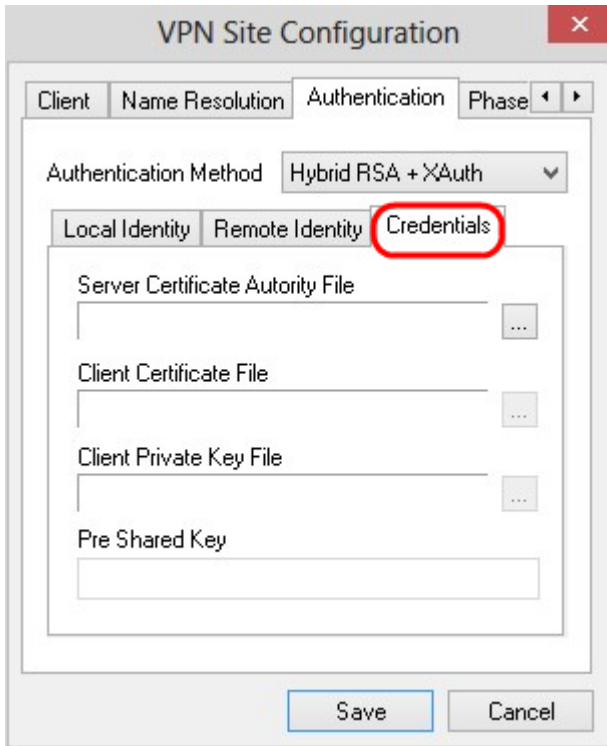 VPN Site Configuration
Client Name Resolution Authentication Phase
Authentication Method Hybrid RSA + XAuth
Local Identity Remote Identity Credentials
Server Certificate Autority File
...
Client Certificate File
...
Client Private Key File
...
Pre Shared Key
Save Cancel